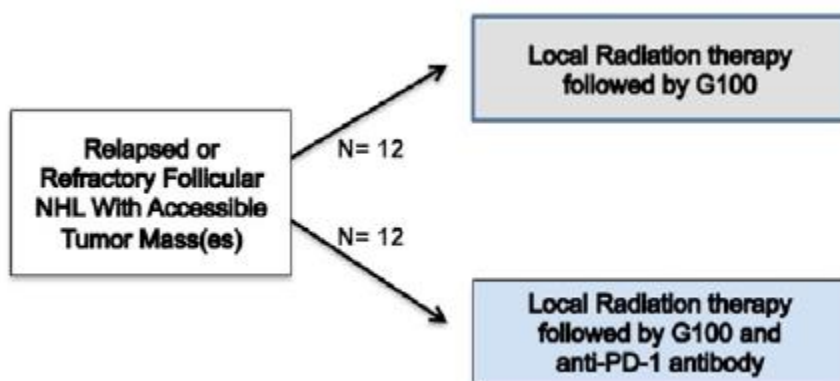 Local Radiation therapy
followed by G100
N= 12
Relapsed or
Refractory Follicular
NHL With Accessible
Tumor Mass(es)
N= 12
Local Radiation therapy
followed by G100 and
anti-PD-1 antibody